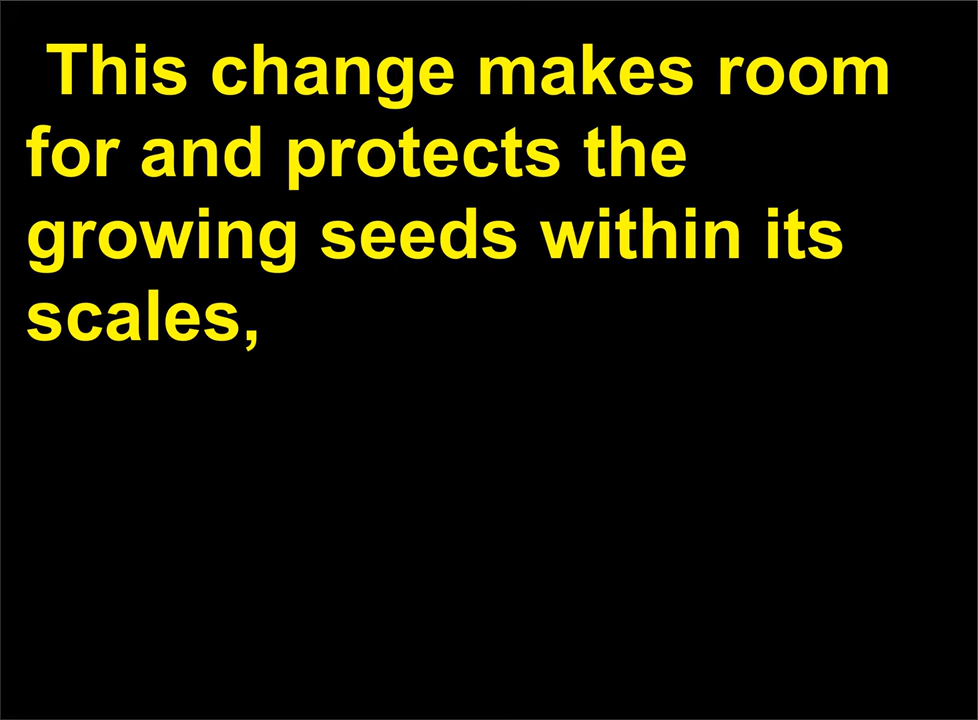 This change makes room
for and protects the
growing seeds within its
scales,